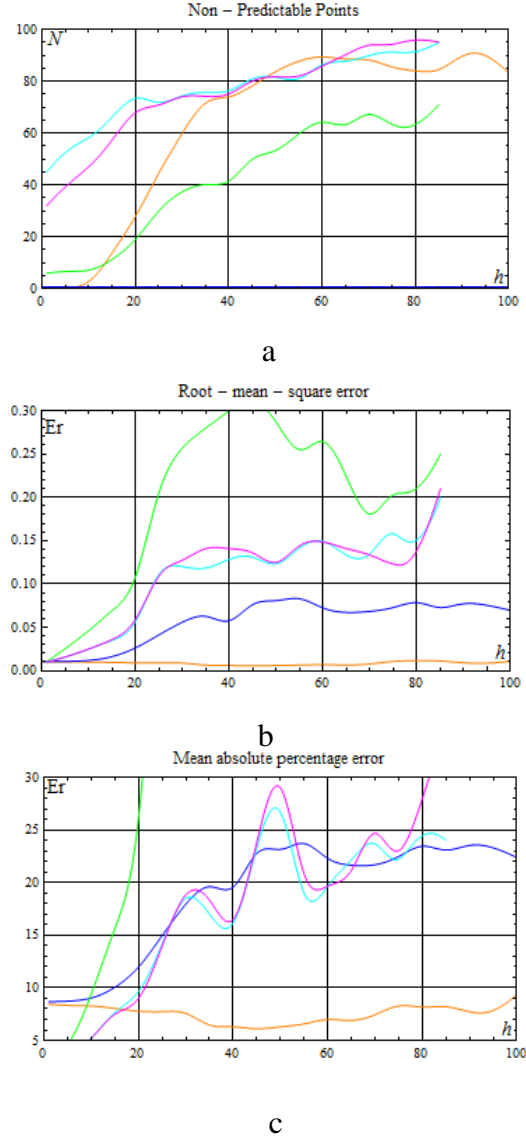 Non – Predictable Points
N
100
80
60
40
20
0
0 20 40 60 80 100
h
a
Root – mean – square error
Er
0.30
0.25
0.20
0.15
0.10
0.05
0.00
0 20 40 60 80 100
h
b
Mean absolute percentage error
Er
30
25
20
15
10
5
0 20 40 60 80 100
h
c